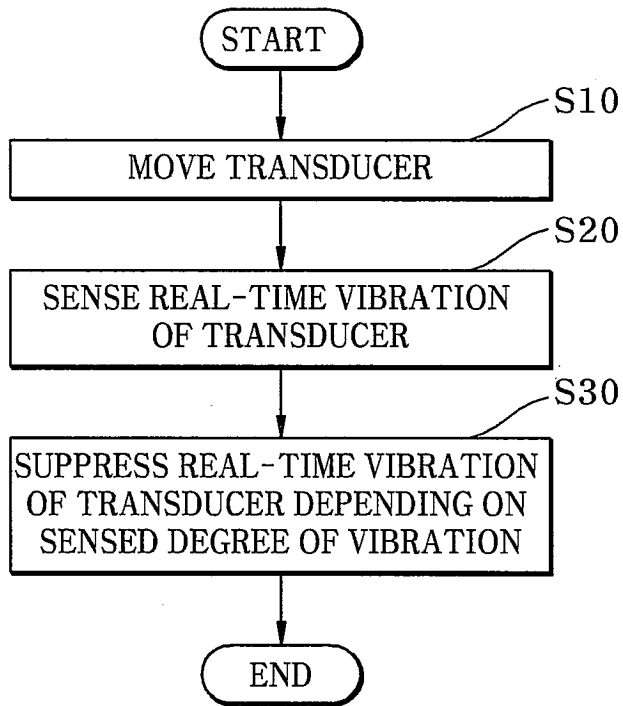 START
S10
MOVE TRANSDUCER
S20
SENSE REAL-TIME VIBRATION
OF TRANSDUCER
S30
SUPPRESS REAL-TIME VIBRATION
OF TRANSDUCER DEPENDING ON
SENSED DEGREE OF VIBRATION
END